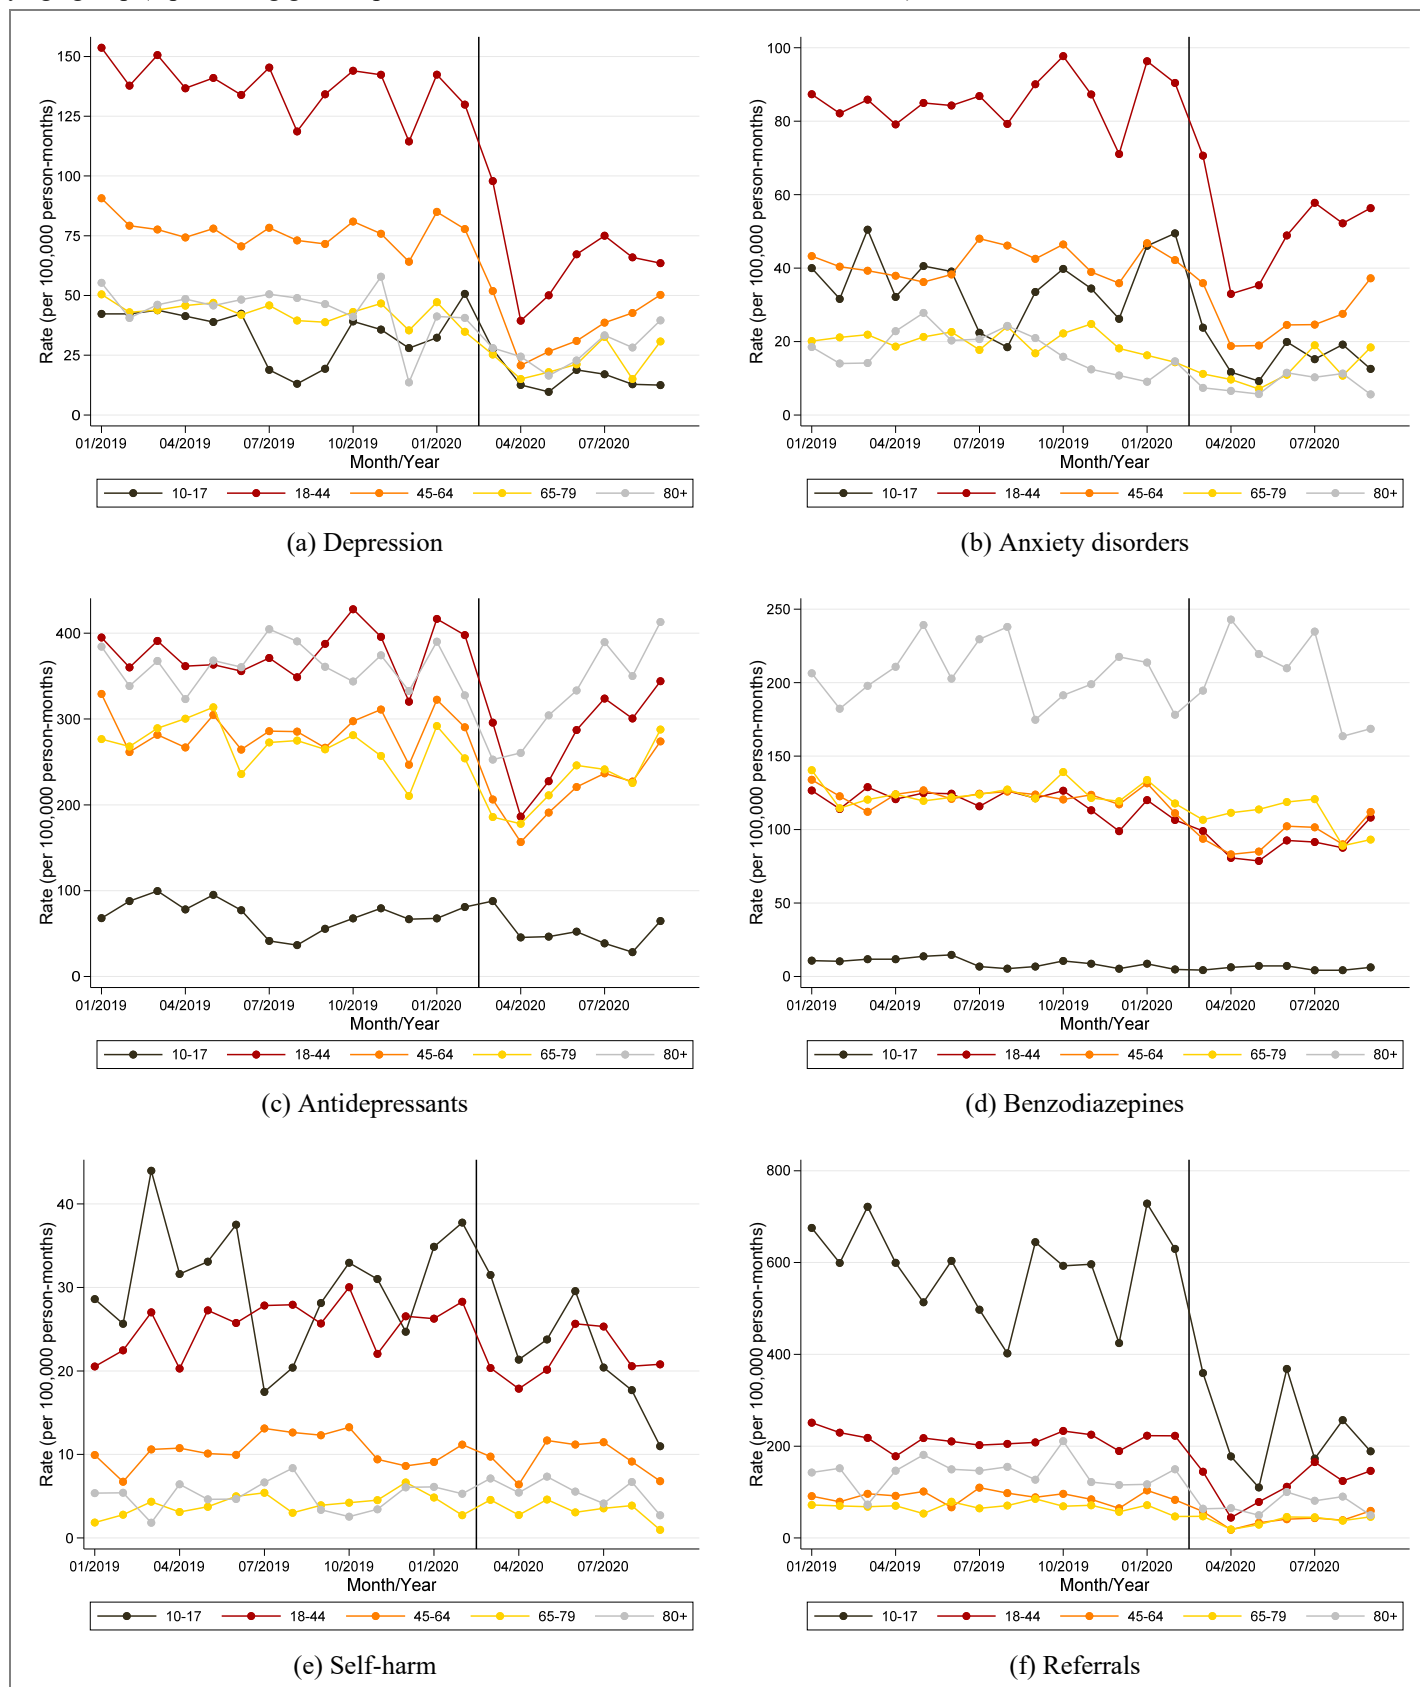 150
125
100
75
50
25
0
Rate (per 100,000 person-months)
01/2019 04/2019 07/2019 10/2019 01/2020 04/2020 07/2020
Month/Year
10-17 18-44 45-64 65-79 80+
(a) Depression
100
80
60
40
20
0
Rate (per 100,000 person-months)
01/2019 04/2019 07/2019 10/2019 01/2020 04/2020 07/2020
Month/Year
10-17 18-44 45-64 65-79 80+
(b) Anxiety disorders
400
300
200
100
0
Rate (per 100,000 person-months)
01/2019 04/2019 07/2019 10/2019 01/2020 04/2020 07/2020
Month/Year
10-17 18-44 45-64 65-79 80+
(c) Antidepressants
250
200
150
100
50
0
Rate (per 100,000 person-months)
01/2019 04/2019 07/2019 10/2019 01/2020 04/2020 07/2020
Month/Year
10-17 18-44 45-64 65-79 80+
(d) Benzodiazepines
40
30
20
10
0
Rate (per 100,000 person-months)
01/2019 04/2019 07/2019 10/2019 01/2020 04/2020 07/2020
Month/Year
10-17 18-44 45-64 65-79 80+
(e) Self-harm
800
600
400
200
0
Rate (per 100,000 person-months)
01/2019 04/2019 07/2019 10/2019 01/2020 04/2020 07/2020
Month/Year
10-17 18-44 45-64 65-79 80+
(f) Referrals